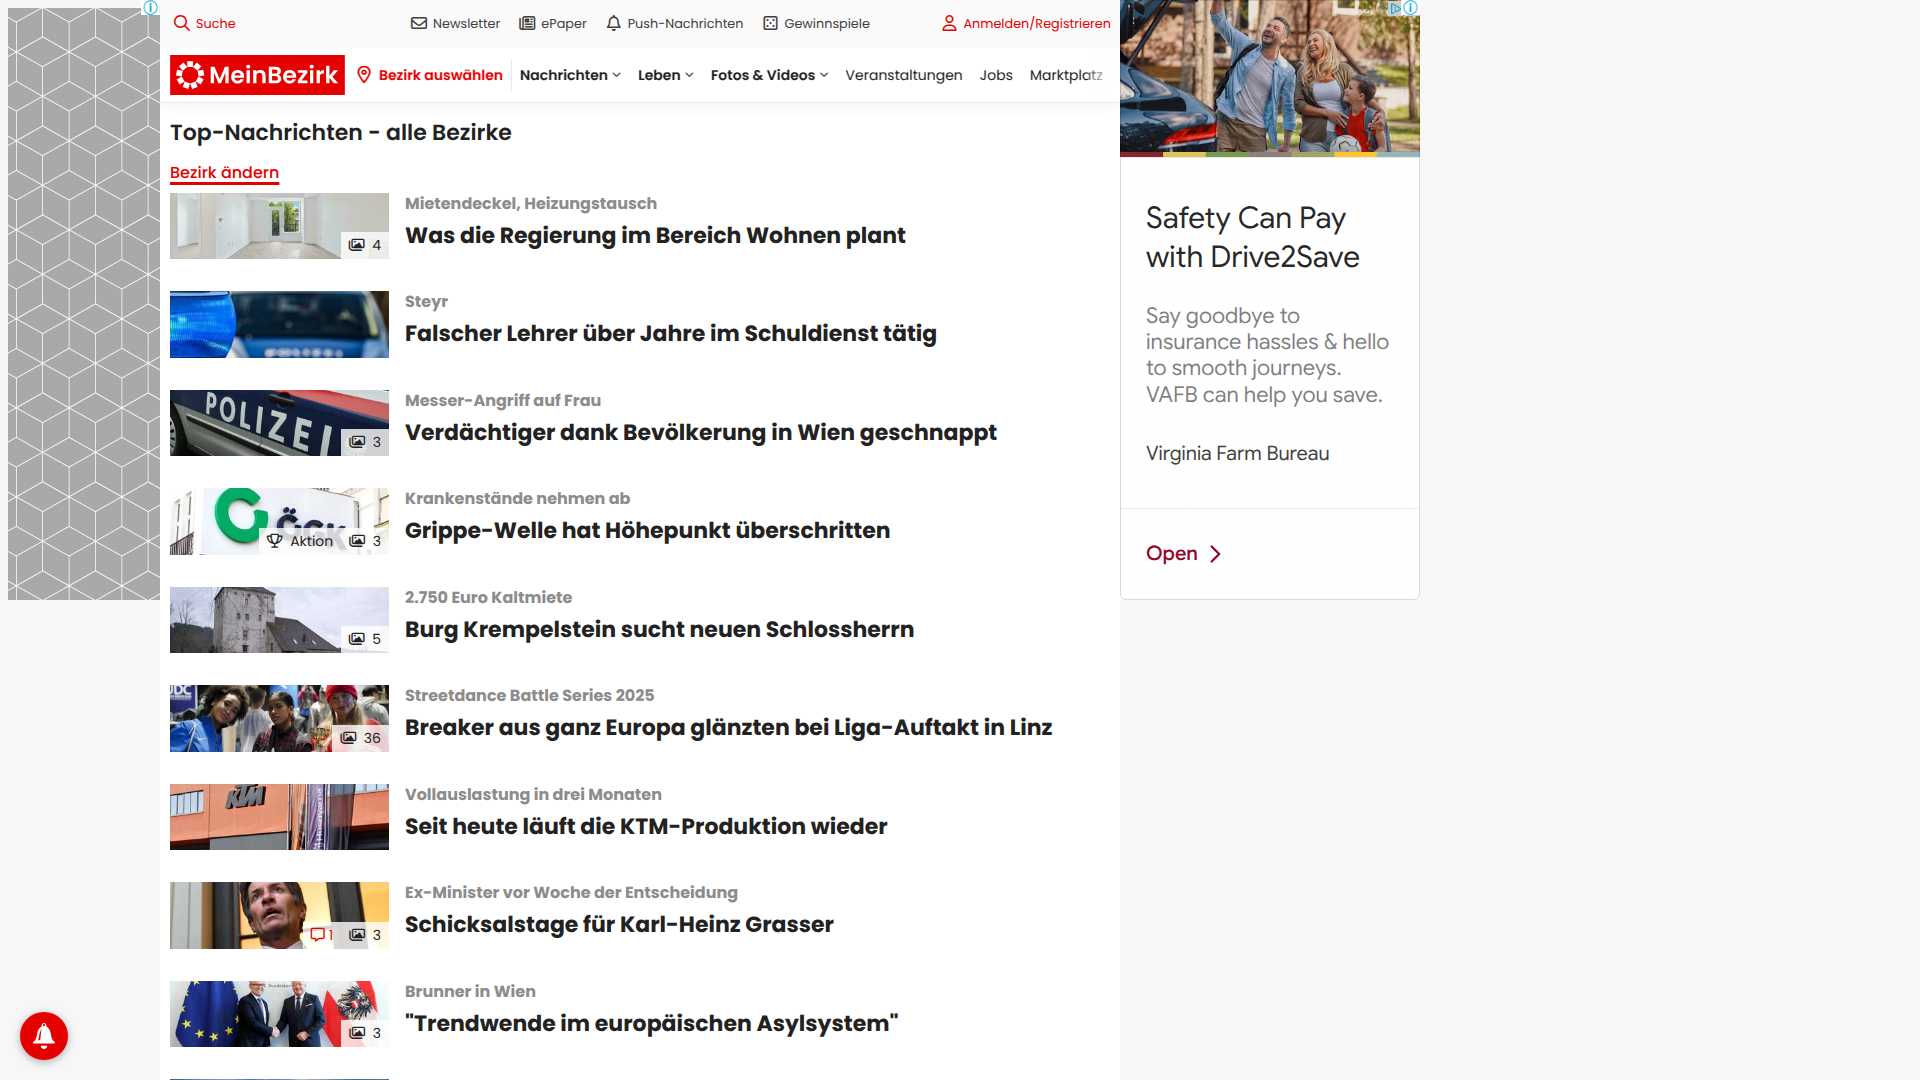 Suche
Newsletter
ePaper
Push-Nachrichten
Gewinnspiele
Anmelden/Registrieren
MeinBezirk
Bezirk auswählen
Nachrichten
Leben
Fotos & Videos
Veranstaltungen
Jobs
Marktplatz
Top-Nachrichten - alle Bezirke
Bezirk ändern
4
Mietendeckel, Heizungstausch
Was die Regierung im Bereich Wohnen plant
Steyr
Falscher Lehrer über Jahre im Schuldienst tätig
POLIZEI
3
Messer-Angriff auf Frau
Verdächtiger dank Bevölkerung in Wien geschnappt
Aktion
3
Krankenstände nehmen ab
Grippe-Welle hat Höhepunkt überschritten
5
2.750 Euro Kaltmiete
Burg Krempelstein sucht neuen Schlossherrn
36
Streetdance Battle Series 2025
Breaker aus ganz Europa glänzten bei Liga-Auftakt in Linz
KTM
Vollauslastung in drei Monaten
Seit heute läuft die KTM-Produktion wieder
1
3
Ex-Minister vor Woche der Entscheidung
Schicksalstage für Karl-Heinz Grasser
3
Brunner in Wien
"Trendwende im europäischen Asylsystem"
Safety Can Pay
with Drive2Save
Say goodbye to
insurance hassles & hello
to smooth journeys.
VAFB can help you save.
Virginia Farm Bureau
Open